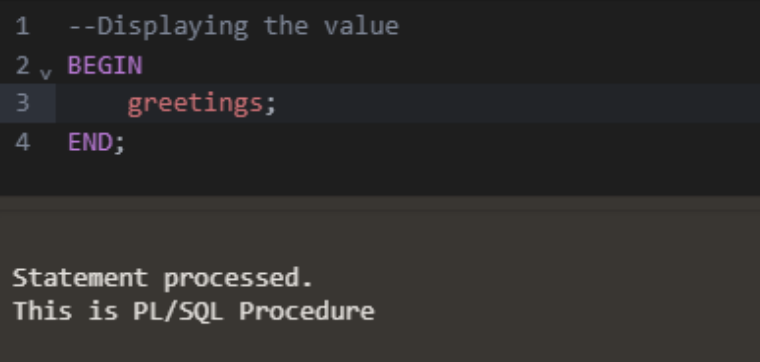 1 --Displaying the value
2 BEGIN
3 greetings;
4 END;
Statement processed.
This is PL/SQL Procedure